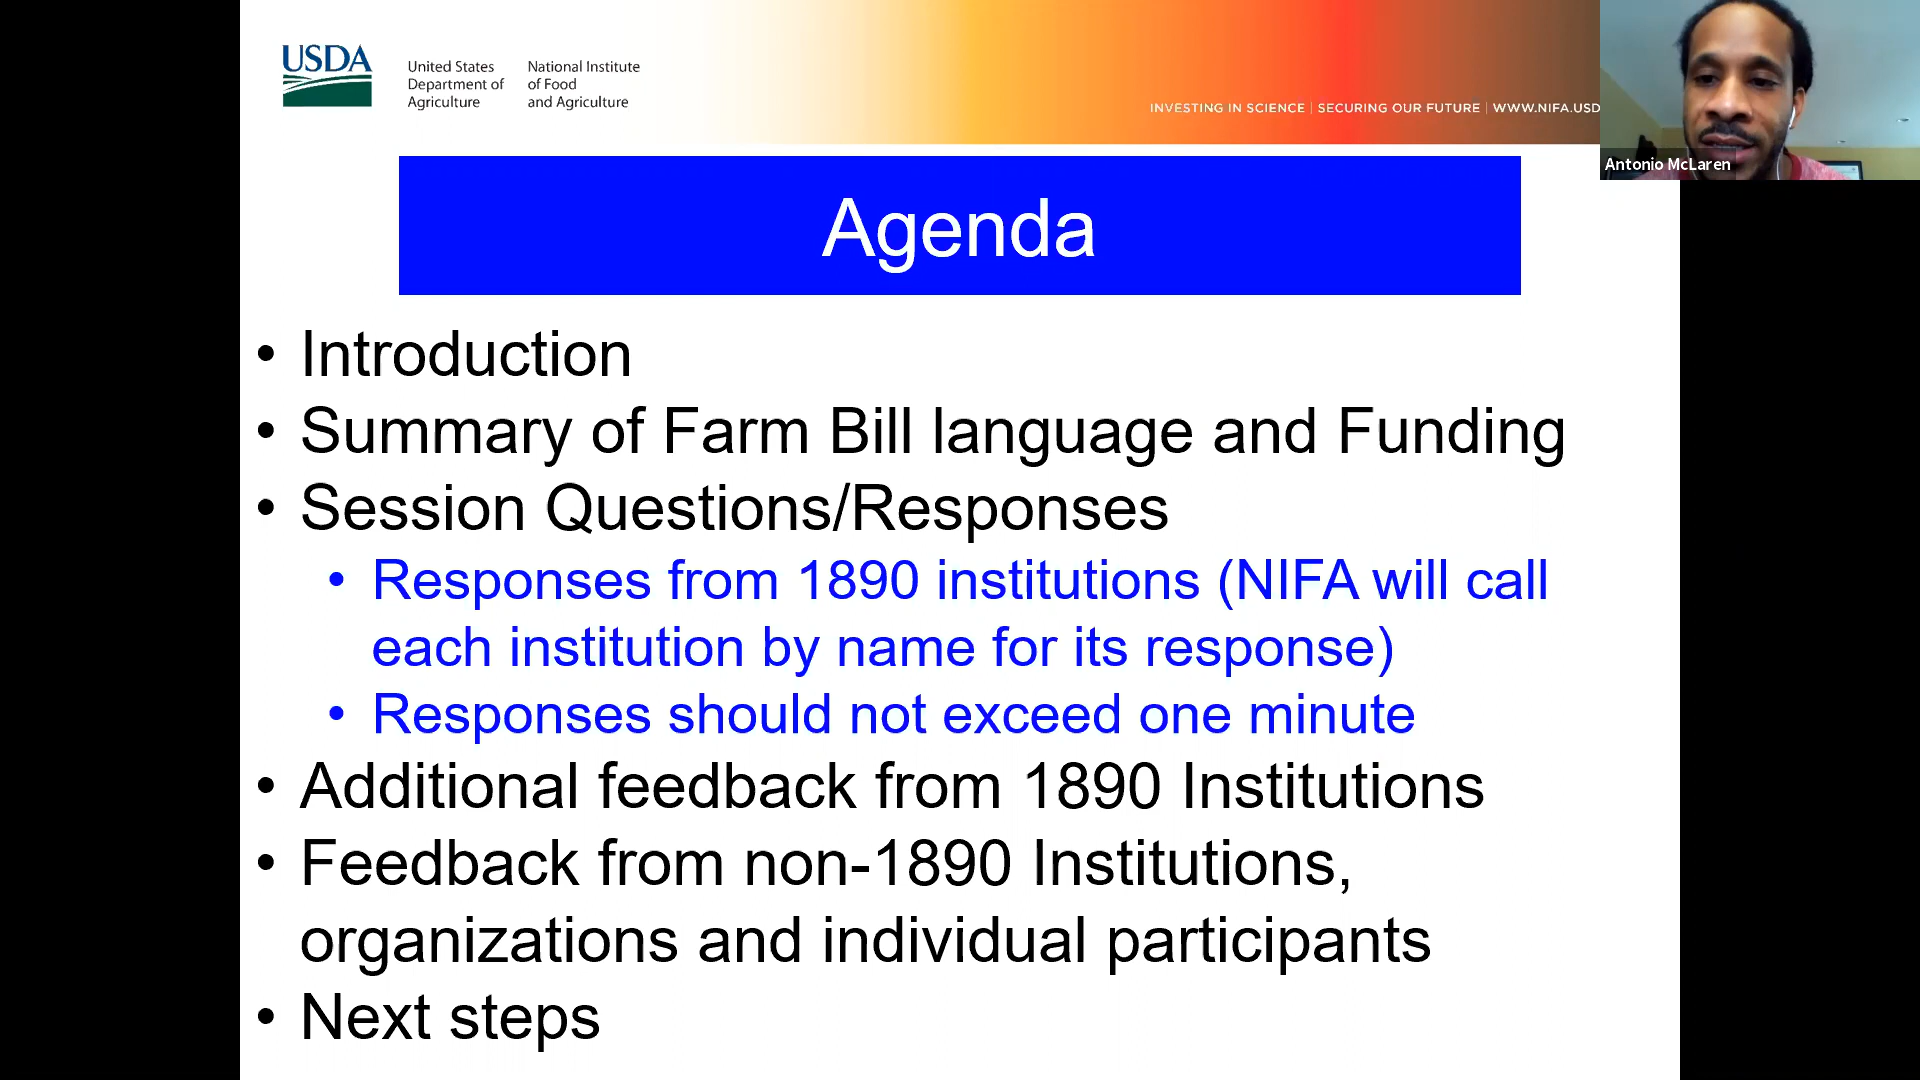 USDA
United States
Department of
Agriculture
National Institute
of Food
and Agriculture
INVESTING IN SCIENCE | SECURING OUR FUTURE | WWW.NIFA.USD
Antonio McLaren
Agenda
• Introduction
• Summary of Farm Bill language and Funding
• Session Questions/Responses
• Responses from 1890 institutions (NIFA will call
each institution by name for its response)
• Responses should not exceed one minute
• Additional feedback from 1890 Institutions
• Feedback from non-1890 Institutions,
organizations and individual participants
• Next steps